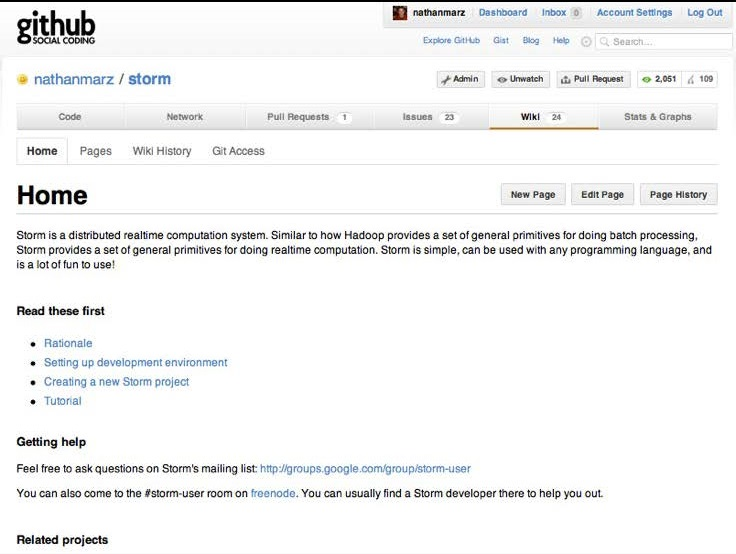 github
SOCIAL CODING
nathanmarz Dashboard Inbox 0 Account Settings Log Out
Explore GitHub Gist Blog Help Search...
nathanmarz / storm
Admin Unwatch Pull Request 2,051 109
Code Network Pull Requests 1 Issues 23 Wiki 24 Stats & Graphs
Home Pages Wiki History Git Access
Home
New Page Edit Page Page History
Storm is a distributed realtime computation system. Similar to how Hadoop provides a set of general primitives for doing batch processing,
Storm provides a set of general primitives for doing realtime computation. Storm is simple, can be used with any programming language, and
is a lot of fun to use!
Read these first
Rationale
Setting up development environment
Creating a new Storm project
Tutorial
Getting help
Feel free to ask questions on Storm's mailing list: http://groups.google.com/group/storm-user
You can also come to the #storm-user room on freenode. You can usually find a Storm developer there to help you out.
Related projects